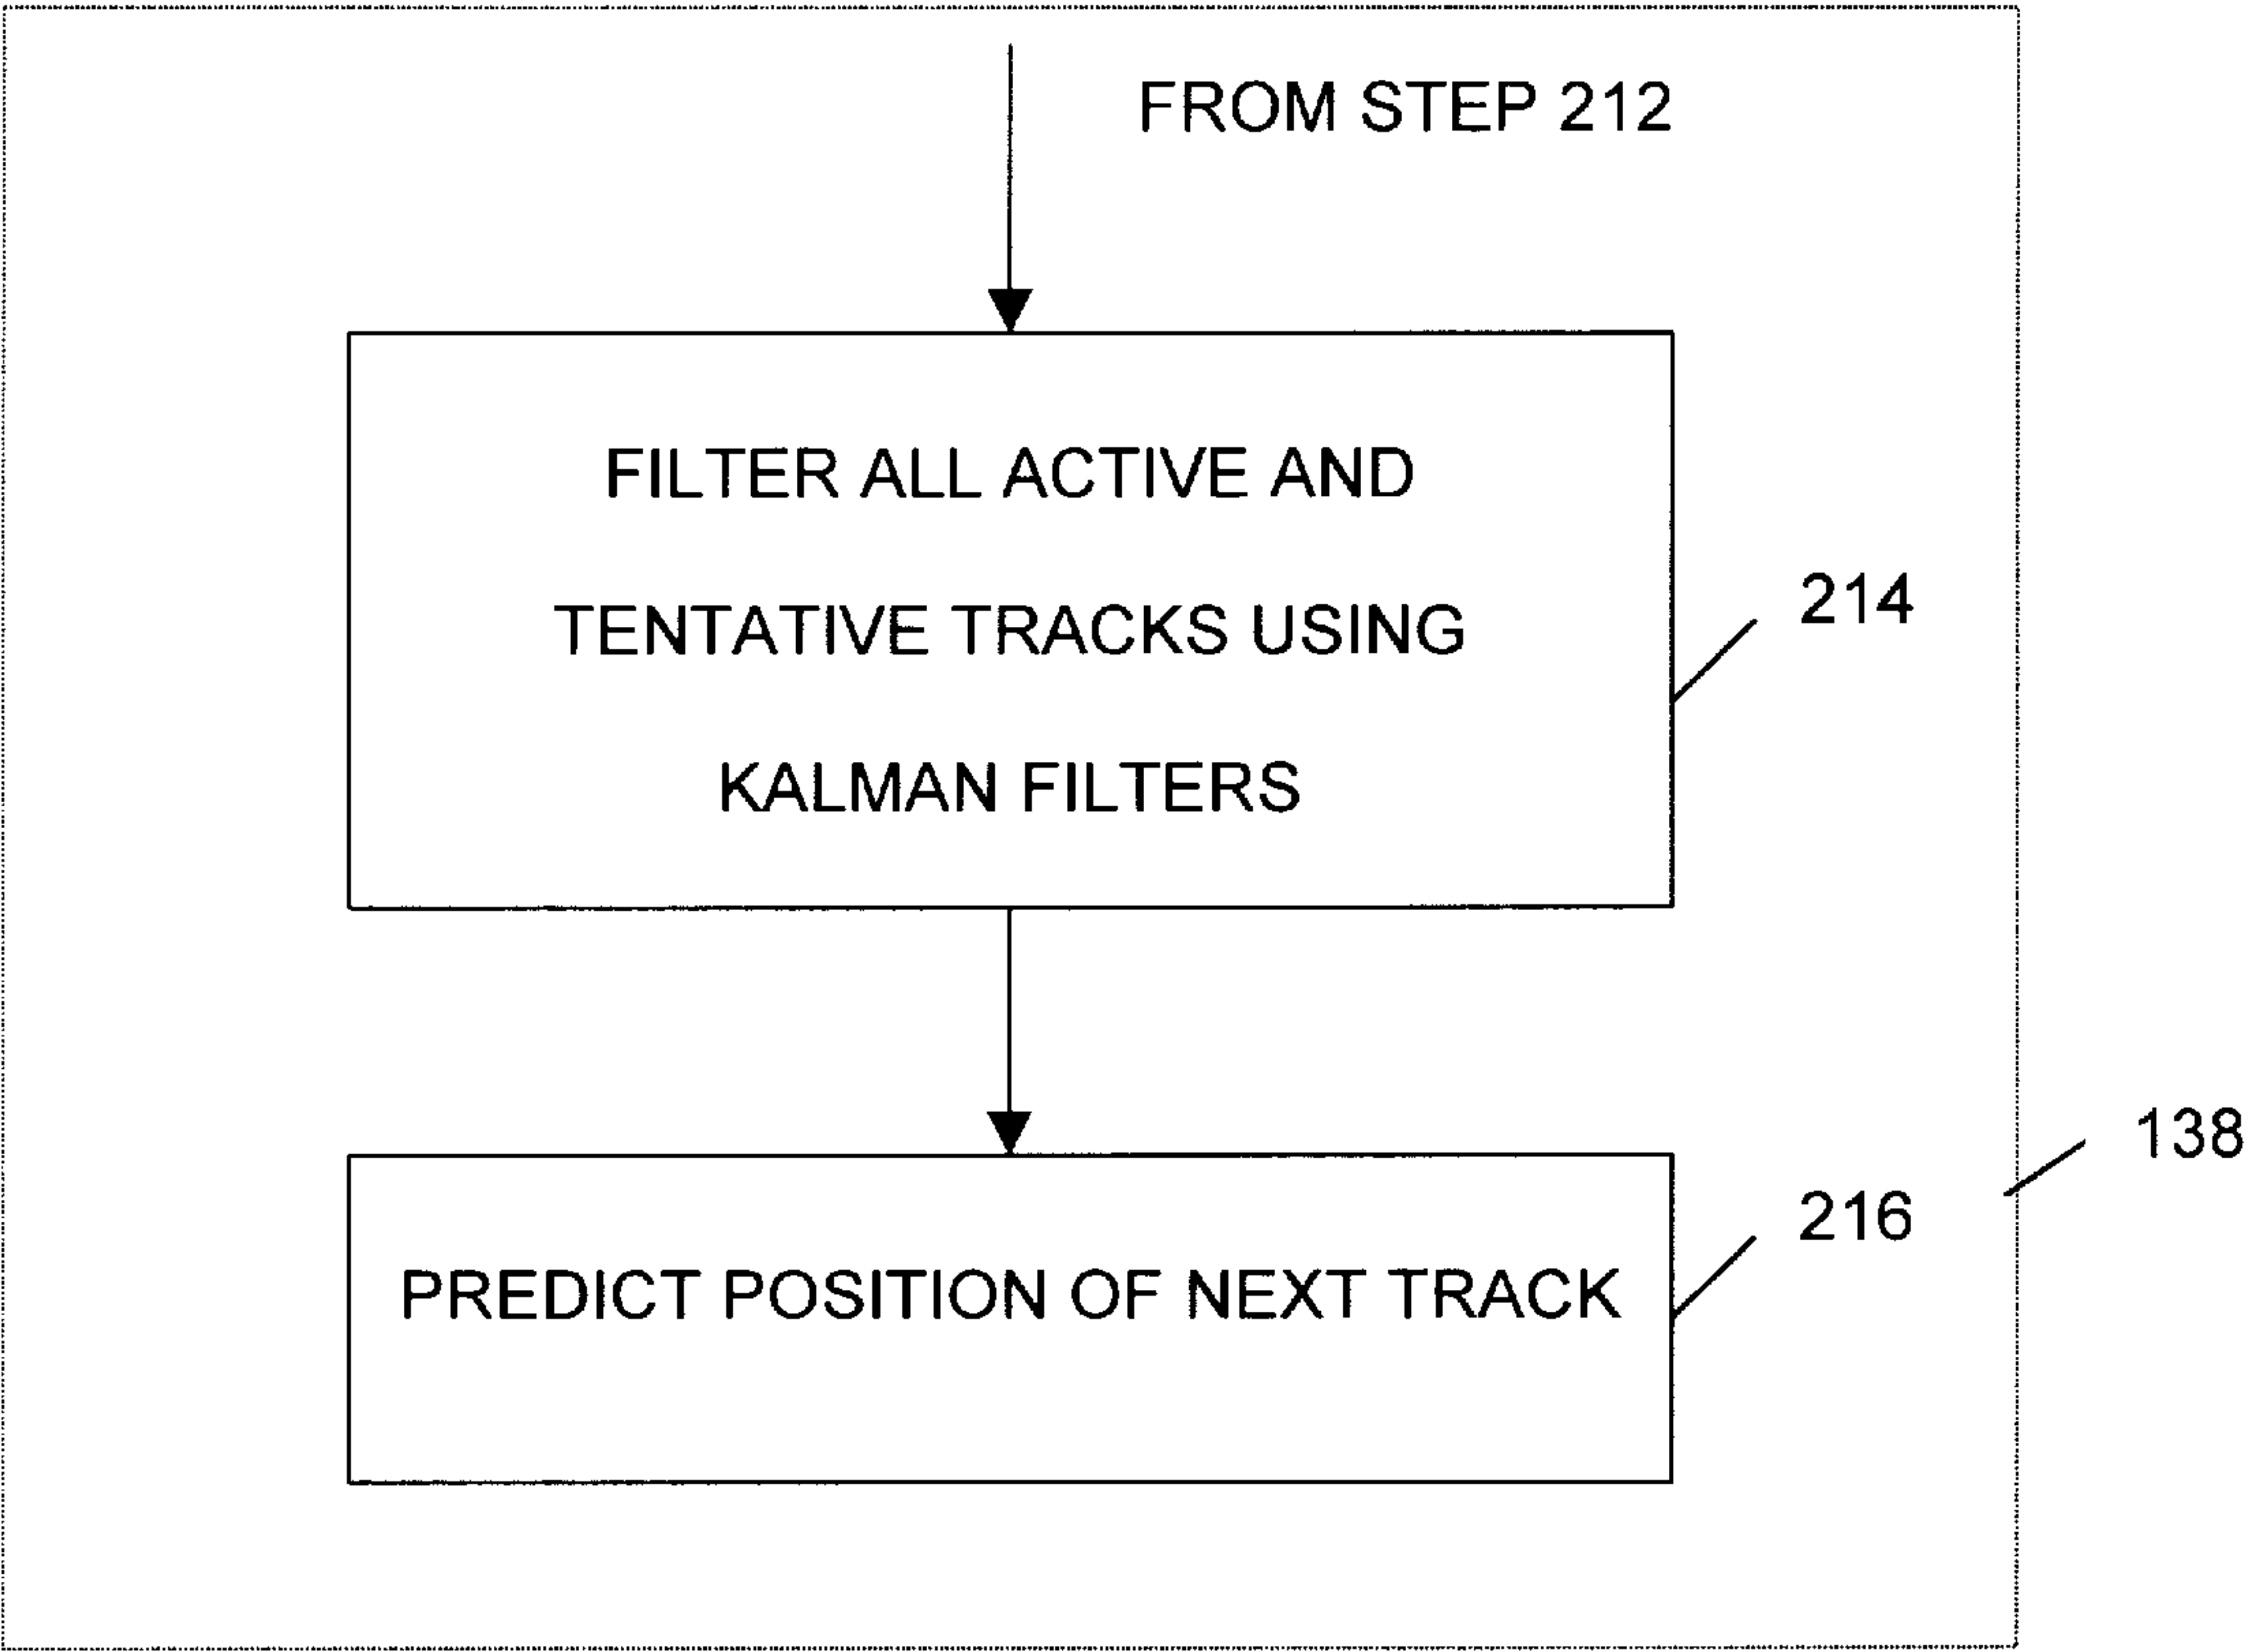 FROM STEP 212
FILTER ALL ACTIVE AND
TENTATIVE TRACKS USING
KALMAN FILTERS
214
138
216
PREDICT POSITION OF NEXT TRACK